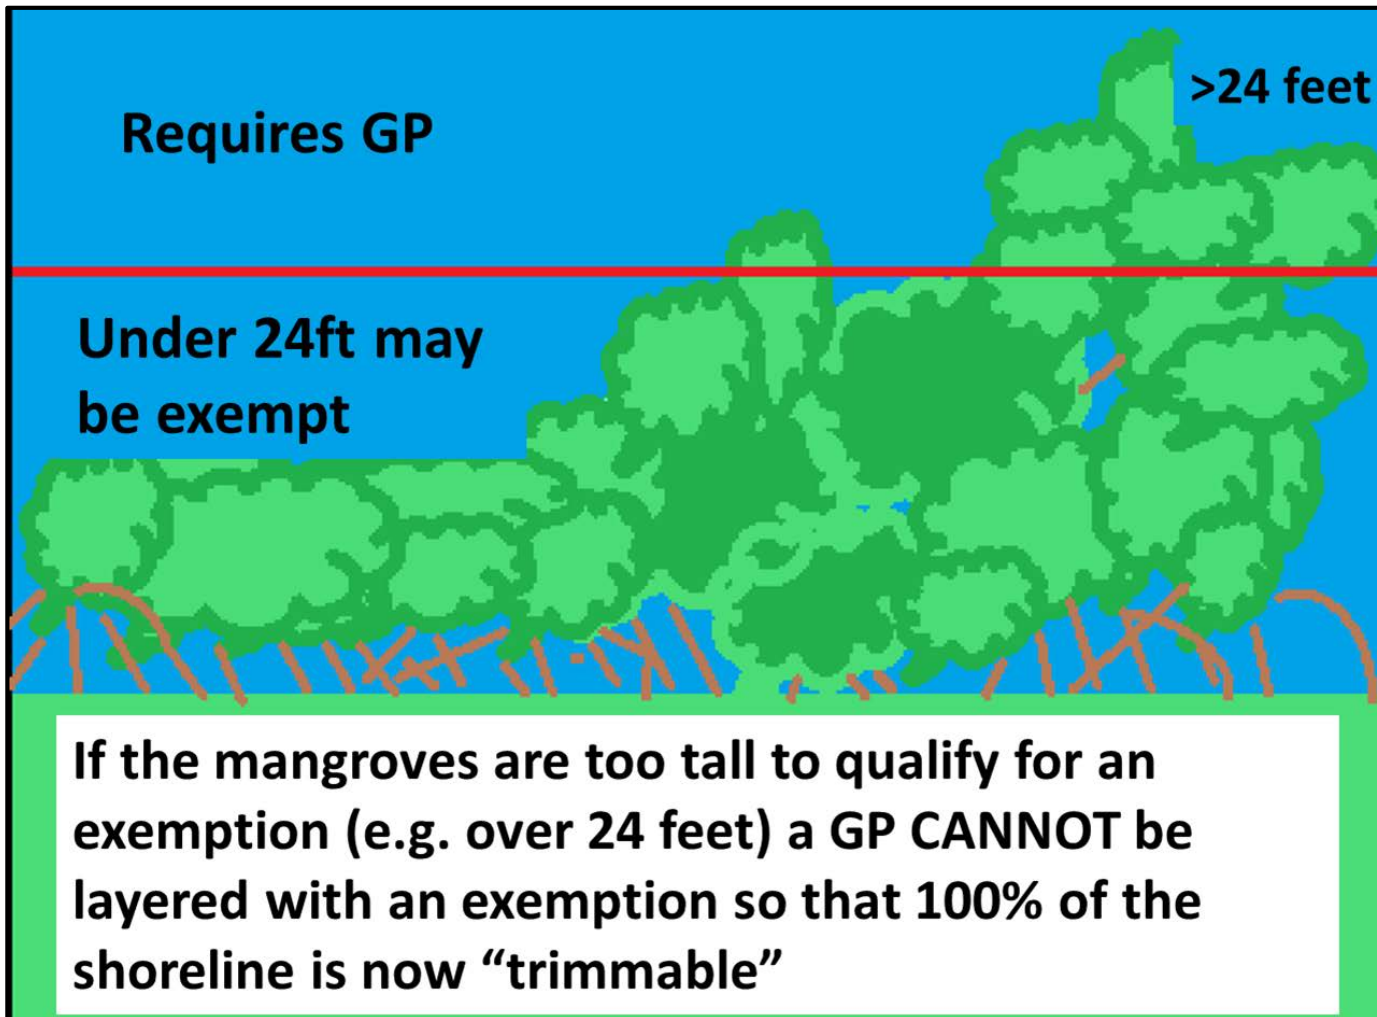 >24 feet
Requires GP
Under 24ft may
be exempt
If the mangroves are too tall to qualify for an
exemption (e.g. over 24 feet) a GP CANNOT be
layered with an exemption so that 100% of the
shoreline is now “trimmable”